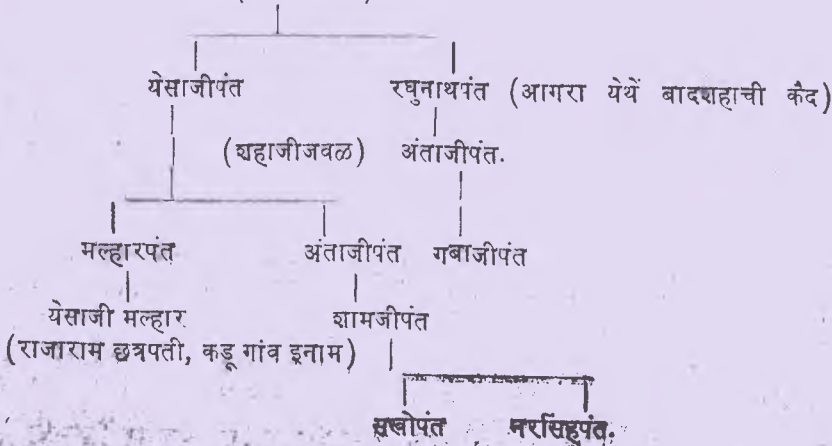 येसाजीपंत रघुनाथपंत (आगरा येथें बादशहाची कैद)
(शहाजीजवळ) अंताजीपंत.
मल्हारपंत अंताजीपंत गबाजीपंत
येसाजी मल्हार शामजीपंत
(राजाराम छत्रपती, कडू गांव इनाम)
सखोपंत नरसिंहपंत.